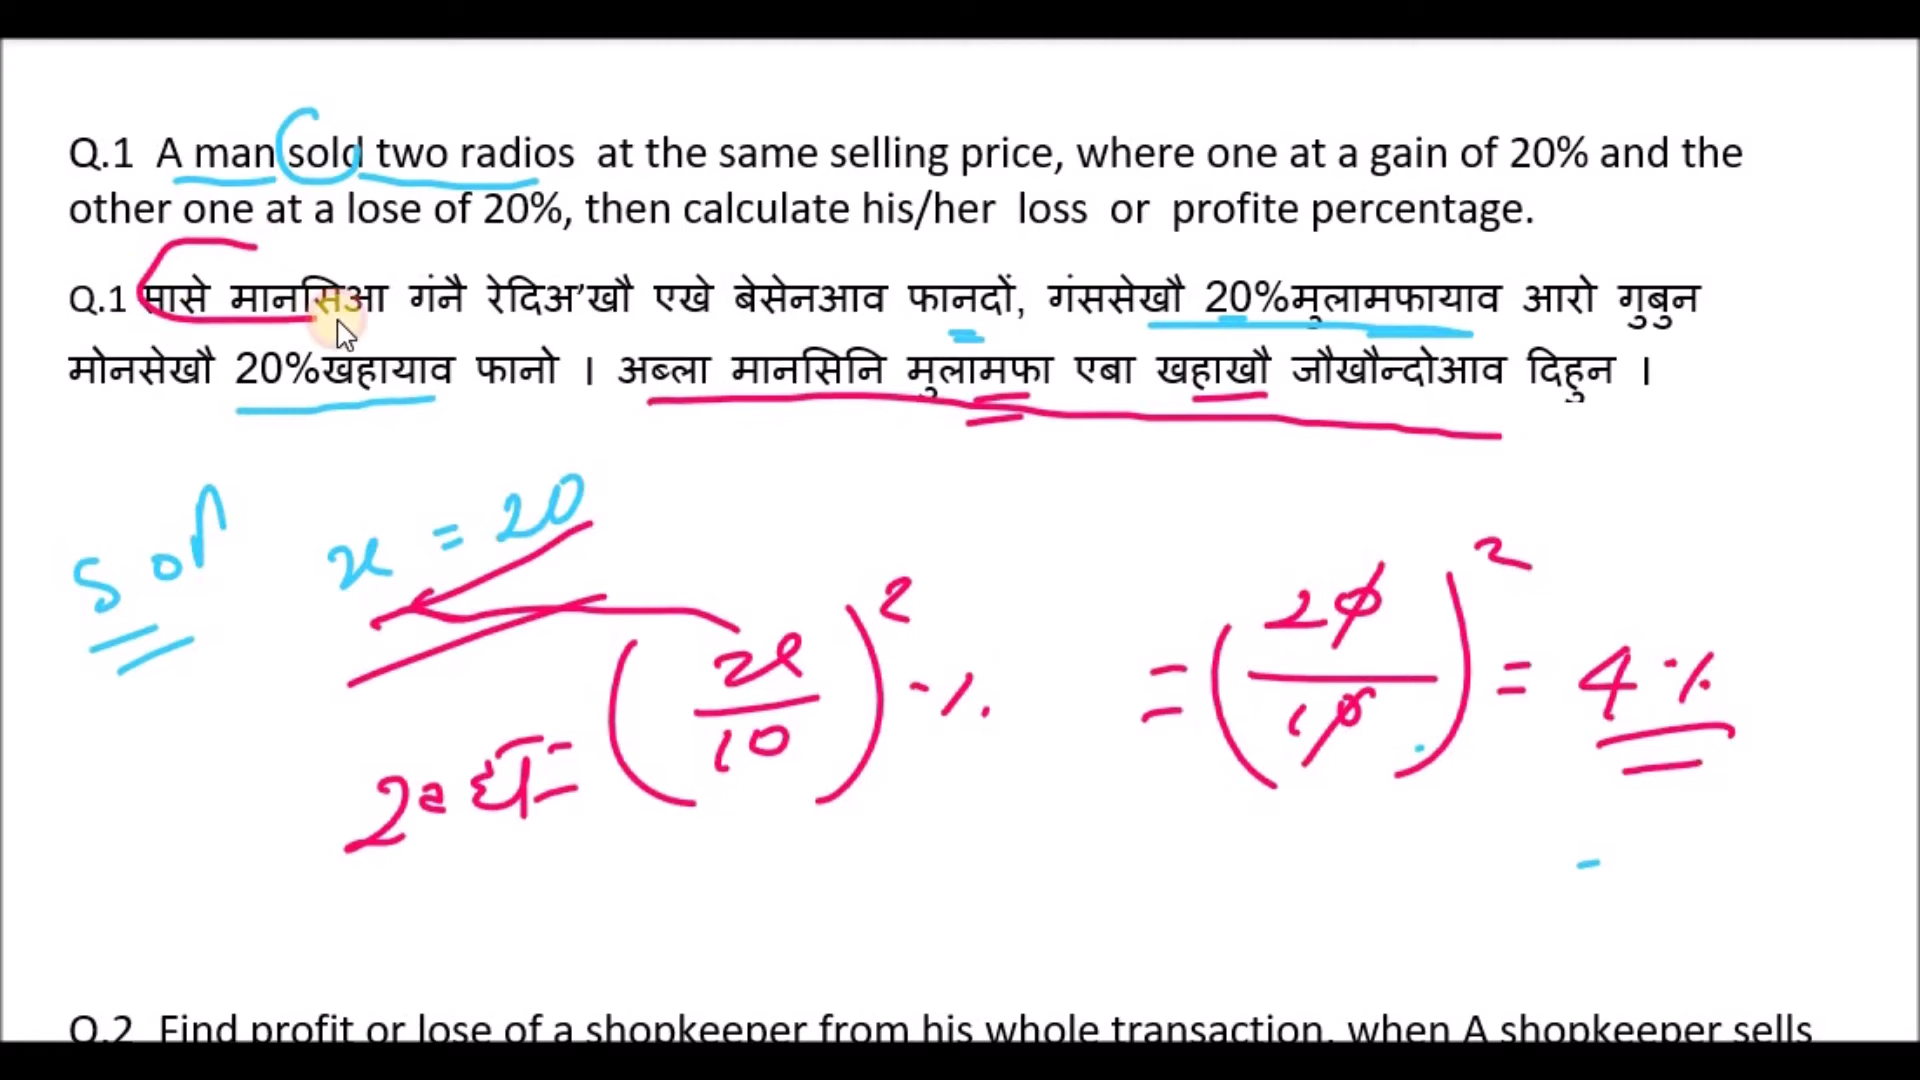 Q.1 A man sold two radios at the same selling price, where one at a gain of 20% and the
other one at a lose of 20%, then calculate his/her loss or profite percentage.
Q.1 सासे मानसिआ गंनै रेदिअ’खौ एखे बेसेनआव फानदों, गंससेखौ 20%मुलामफायाव आरो गुबुन
मोनसेखौ 20%खहायाव फानो । अब्ला मानसिनि मुलामफा एबा खहाखौ जौखौन्दोआव दिहुन ।
Sol x = 20
= (x/10)² % = (20/10)² = 4%
Q.2 Find profit or lose of a shopkeeper from his whole transaction, when A shopkeeper sells